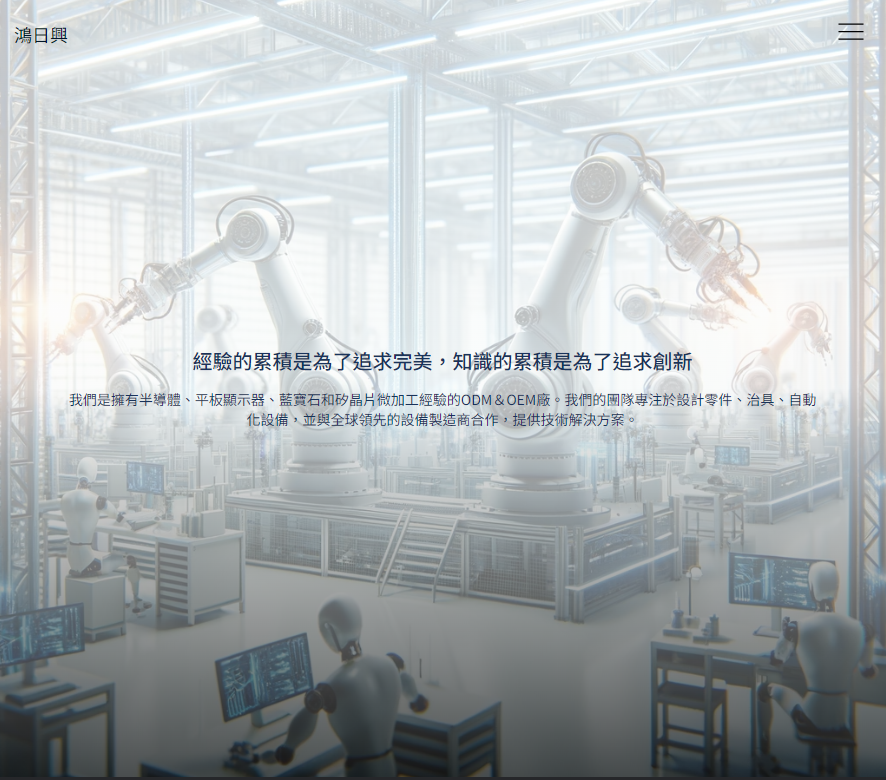 鴻日興
經驗的累積是為了追求完美，知識的累積是為了追求創新
我們是擁有半導體、平板顯示器、藍寶石和矽晶片微加工經驗的ODM＆OEM廠。我們的團隊專注於設計零件、治具、自動
化設備，並與全球領先的設備製造商合作，提供技術解決方案。